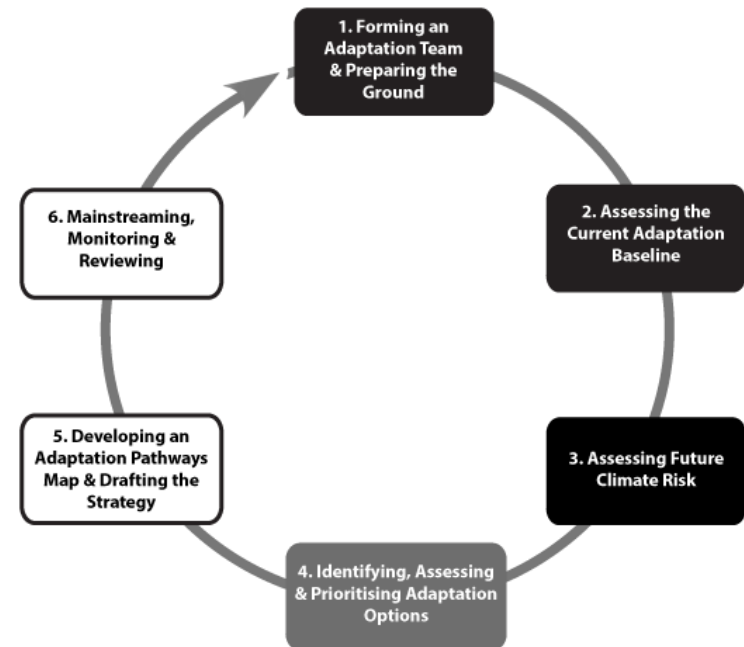 1. Forming an
Adaptation Team
& Preparing the
Ground
2. Assessing the
Current Adaptation
Baseline
3. Assessing Future
Climate Risk
4. Identifying, Assessing
& Prioritising Adaptation
Options
5. Developing an
Adaptation Pathways
Map & Drafting the
Strategy
6. Mainstreaming,
Monitoring &
Reviewing